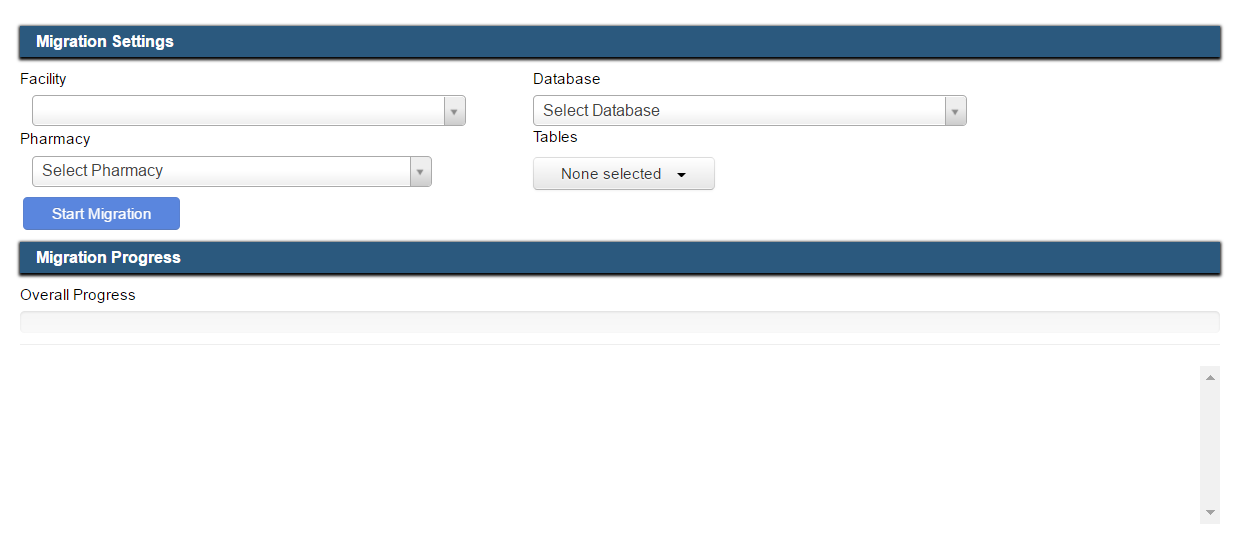 Migration Settings
Facility
Database
Select Database
Pharmacy
Tables
Select Pharmacy
None selected
Start Migration
Migration Progress
Overall Progress